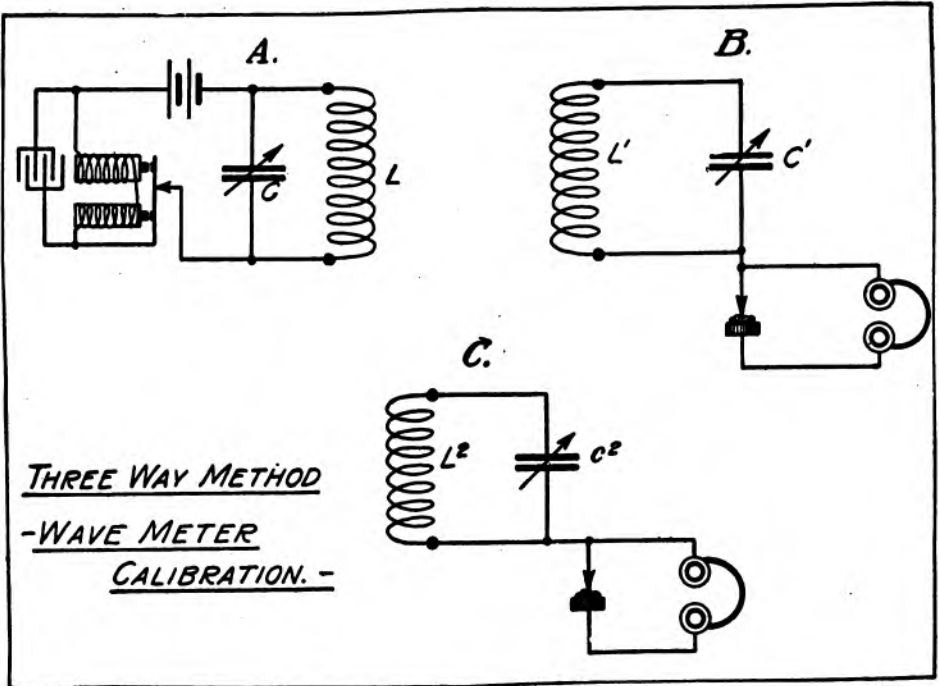 A.
B.
C
L
L'
C'
C.
L²
C²
THREE WAY METHOD
-WAVE METER
CALIBRATION.-